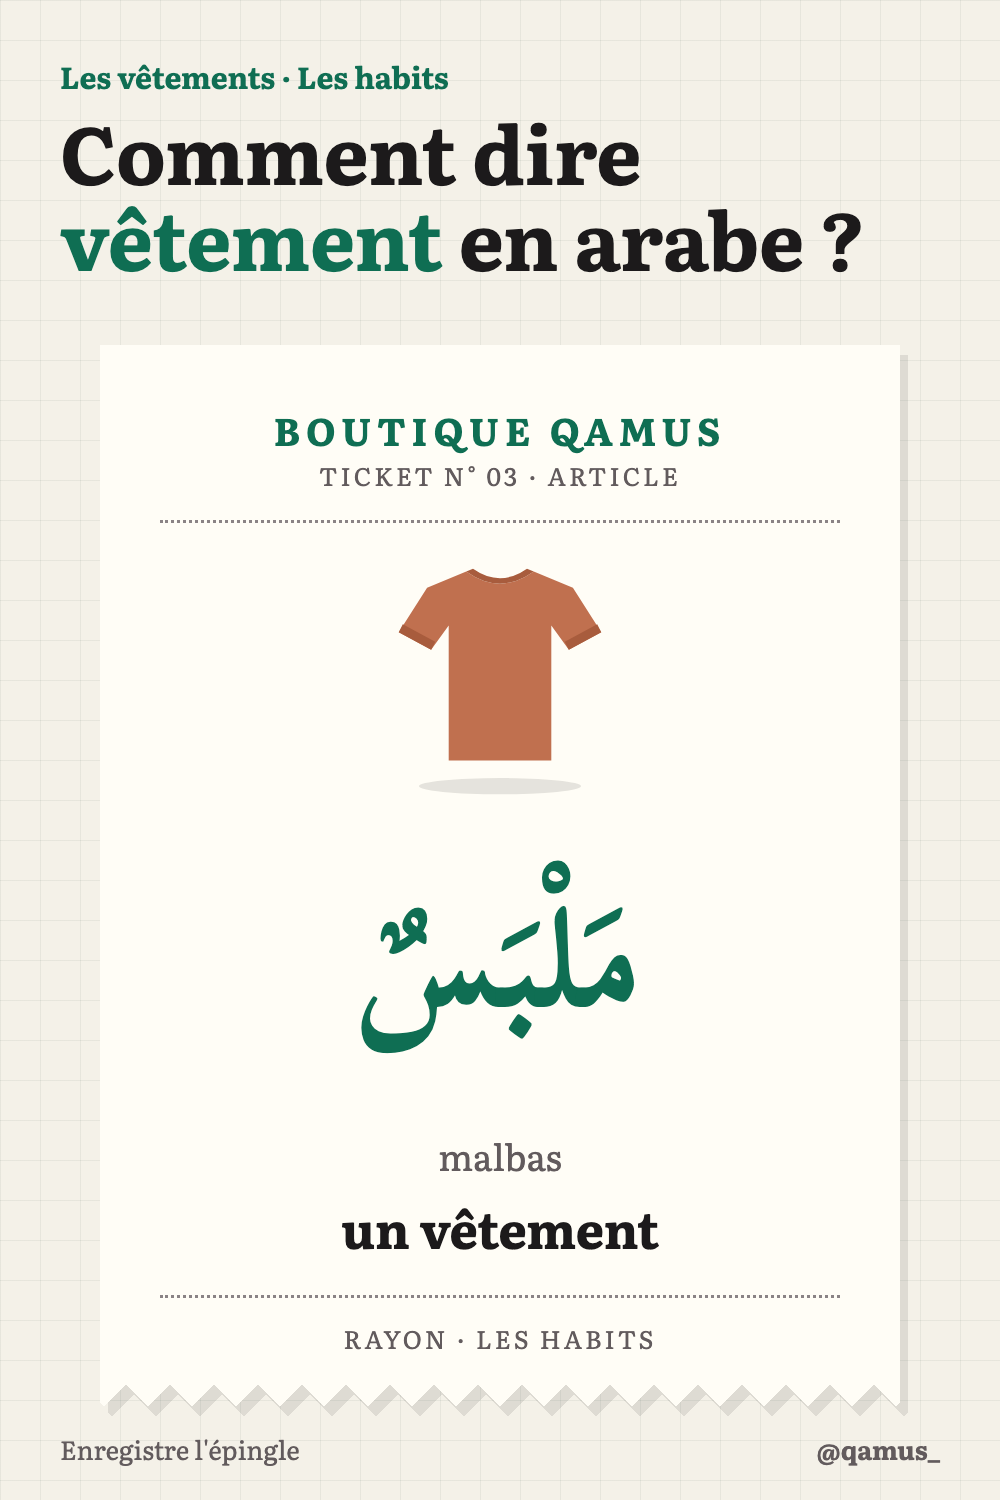 Les vêtements · Les habits
Comment dire
vêtement en arabe ?
BOUTIQUE QAMUS
TICKET N° 03 · ARTICLE
مَلْبَسٌ
malbas
un vêtement
RAYON · LES HABITS
Enregistre l'épingle
@qamus_